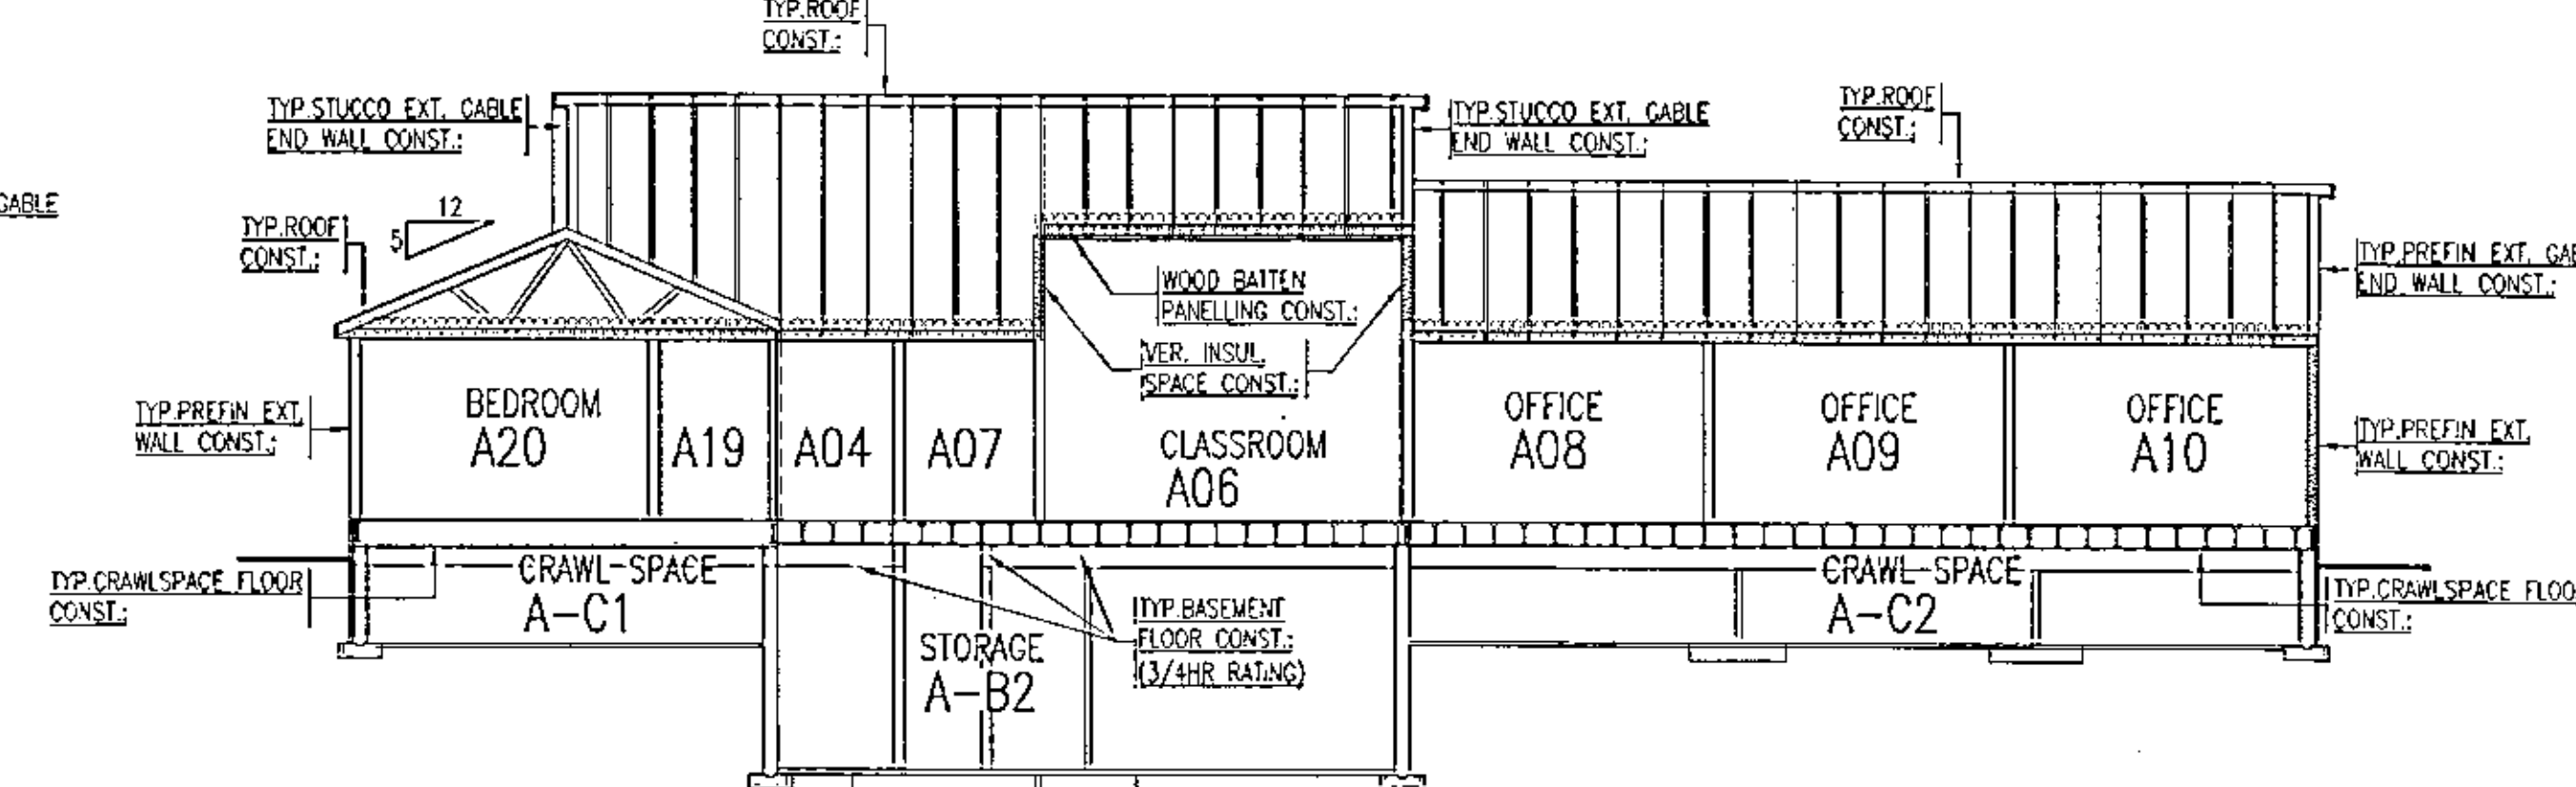 TYP.ROOF
CONST.:
TYP.STUCCO EXT. GABLE
END WALL CONST.:
TYP.STUCCO EXT. GABLE
END WALL CONST.:
TYP.ROOF
CONST.:
GABLE
12
5
TYP.ROOF
CONST.:
TYP.PREFIN EXT.
END WALL CONST.:
WOOD BATTEN
PANELLING CONST.:
VER. INSUL.
SPACE CONST.:
TYP.PREFIN EXT.
WALL CONST.:
BEDROOM
A20
A19
A04
A07
CLASSROOM
A06
OFFICE
A08
OFFICE
A09
OFFICE
A10
TYP.PREFIN EXT.
WALL CONST.:
TYP.CRAWLSPACE FLOOR
CONST.:
CRAWL SPACE
A-C1
STORAGE
A-B2
TYP.BASEMENT
FLOOR CONST.:
(3/4HR RATING)
CRAWL SPACE
A-C2
TYP.CRAWLSPACE FLOO
CONST.: